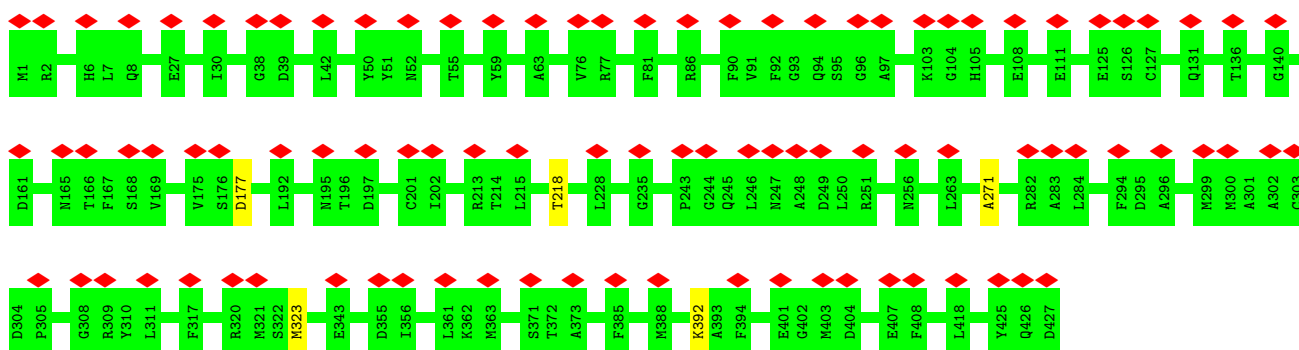 M1 R2 H6 L7 Q8 E27 I30 G38 D39 L42 Y50 Y51 N52 T55 Y59 A63 V76 R77 F81 R86 F90 V91 F92 G93 Q94 S95 G96 A97 K103 G104 H105 E108 E111 E125 S126 C127 Q131 T136 G140
D161 N165 T166 F167 S168 V169 V175 S176 D177 L192 N195 T196 D197 C201 I202 R213 T214 L215 T218 L228 G235 P243 G244 Q245 L246 N247 A248 D249 L250 R251 N256 L263 A271 R282 A283 L284 F294 D295 A296 M299 M300 A301 A302 C303
D304 P305 G308 R309 Y310 L311 F317 R320 M321 S322 M323 E343 D355 I356 L361 K362 M363 S371 T372 A373 F385 M388 K392 A393 F394 E401 G402 M403 D404 E407 F408 L418 Y425 Q426 D427